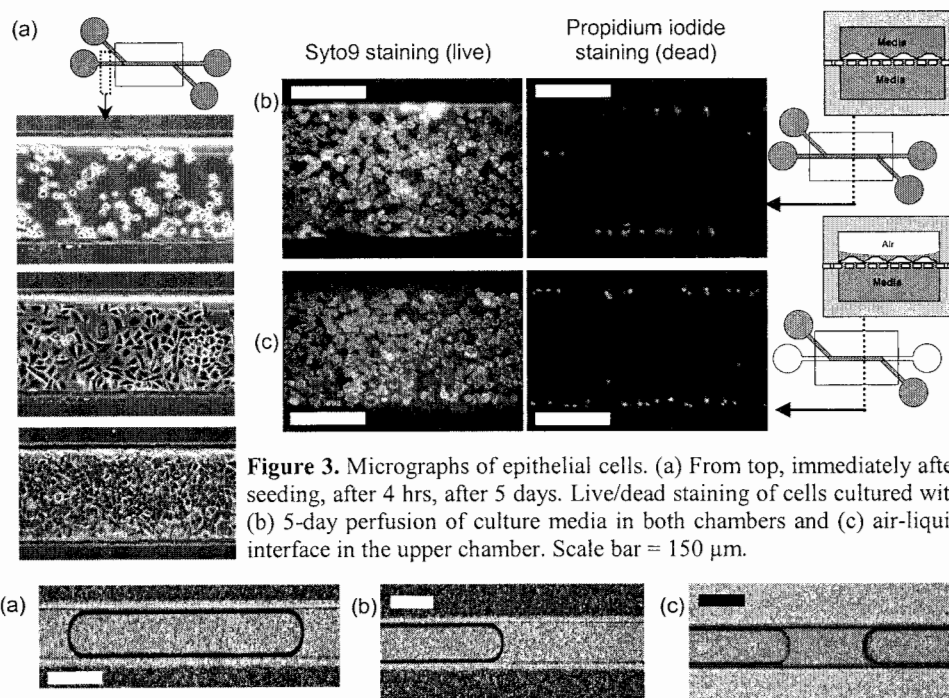 (a)
Syto9 staining (live)
Propidium iodide
staining (dead)
Media
Media
(b)
Air
Media
(c)
Figure 3. Micrographs of epithelial cells. (a) From top, immediately afte
seeding, after 4 hrs, after 5 days. Live/dead staining of cells cultured wit
(b) 5-day perfusion of culture media in both chambers and (c) air-liqui
interface in the upper chamber. Scale bar = 150 μm.
(a)
(b)
(c)